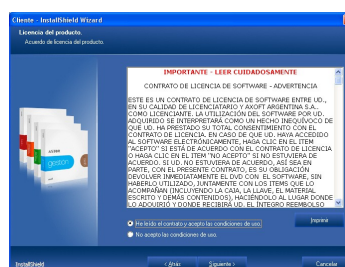 Cliente - InstallShield Wizard
Licencia del producto.
Acuerdo de licencia del producto.
IMPORTANTE - LEER CUIDADOSAMENTE
CONTRATO DE LICENCIA DE SOFTWARE - ADVERTENCIA
ESTE ES UN CONTRATO DE LICENCIA DE SOFTWARE ENTRE UD.,
EN SU CALIDAD DE LICENCIATARIO Y AXOFT ARGENTINA S.A..
COMO LICENCIANTE. LA UTILIZACIÓN DEL SOFTWARE POR UD.
ADQUIRIDO SE INTERPRETARÁ COMO UN HECHO INEQUÍVOCO DE
QUE UD. HA PRESTADO SU TOTAL CONSENTIMIENTO CON EL
CONTRATO DE LICENCIA. EN CASO DE QUE UD. HAYA ACCEDIDO
AL SOFTWARE ELECTRÓNICAMENTE, HAGA CLIC EN EL ITEM
"ACEPTO" SI ESTÁ DE ACUERDO CON EL CONTRATO DE LICENCIA
O HAGA CLIC EN EL ITEM "NO ACEPTO" SI NO ESTUVIERA DE
ACUERDO. SI UD. NO ESTUVIERA DE ACUERDO, ASÍ SEA EN
PARTE, CON EL PRESENTE CONTRATO, ES SU OBLIGACIÓN
DEVOLVER INMEDIATAMENTE EL DVD CON EL SOFTWARE, SIN
HABERLO UTILIZADO, JUNTAMENTE CON LOS ITEMS QUE LO
ACOMPAÑAN (INCLUYENDO LA CAJA, LA LLAVE, EL MATERIAL
ESCRITO Y DEMÁS CONTENIDOS), HACIÉNDOLO AL LUGAR DONDE
LO ADQUIRIÓ Y DONDE RECIBIRÁ UD. EL INTEGRO REEMBOLSO
gestión
He leído el contrato y acepto las condiciones de uso.
Imprimir
No acepto las condiciones de uso.
InstallShield
< Atrás
Siguiente >
Cancelar